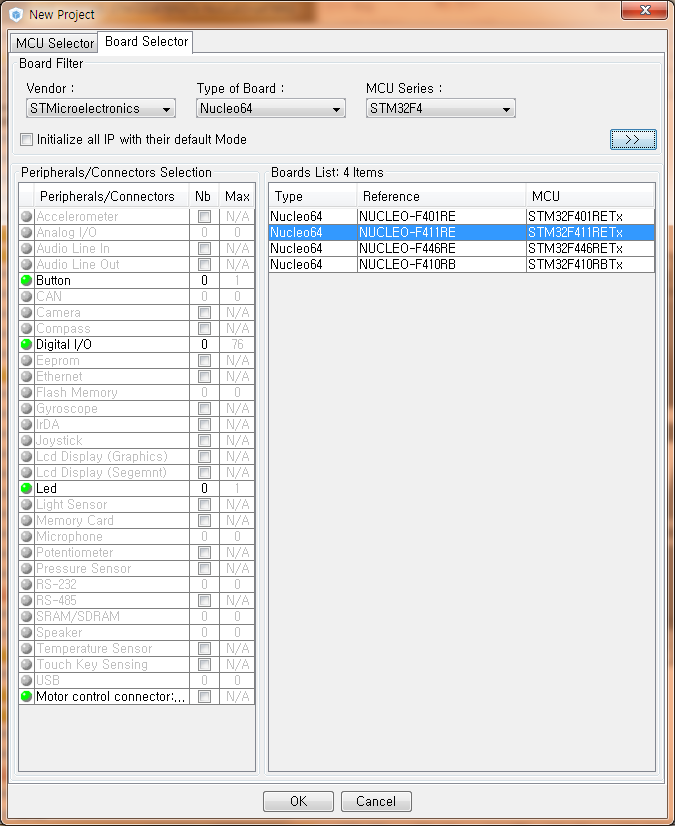 New Project
MCU Selector Board Selector
Board Filter
Vendor : Type of Board : MCU Series :
STMicroelectronics Nucleo64 STM32F4
Initialize all IP with their default Mode >>
Peripherals/Connectors Selection
Peripherals/Connectors Nb Max
Accelerometer N/A
Analog I/O 0 0
Audio Line In N/A
Audio Line Out N/A
Button 0 1
CAN 0 0
Camera N/A
Compass N/A
Digital I/O 0 76
Eeprom N/A
Ethernet N/A
Flash Memory 0 0
Gyroscope N/A
IrDA N/A
Joystick N/A
Lcd Display (Graphics) N/A
Lcd Display (Segemnt) N/A
Led 0 1
Light Sensor N/A
Memory Card N/A
Microphone 0 0
Potentiometer N/A
Pressure Sensor N/A
RS-232 0 0
RS-485 N/A
SRAM/SDRAM 0 0
Speaker 0 0
Temperature Sensor N/A
Touch Key Sensing N/A
USB 0 0
Motor control connector:... N/A
Boards List: 4 Items
Type Reference MCU
Nucleo64 NUCLEO-F401RE STM32F401RETx
Nucleo64 NUCLEO-F411RE STM32F411RETx
Nucleo64 NUCLEO-F446RE STM32F446RETx
Nucleo64 NUCLEO-F410RB STM32F410RBTx
OK Cancel